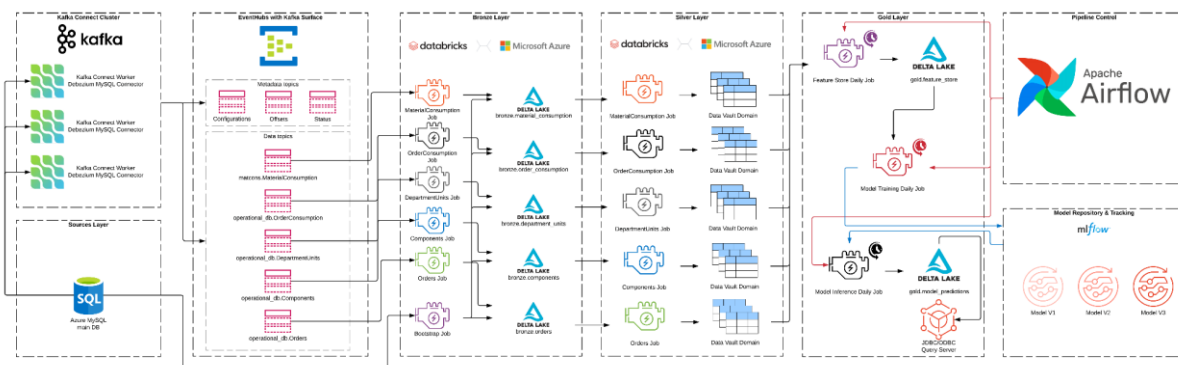 Kafka Connect Cluster
kafka
Kafka Connect Worker
Debezium MySQL Connector
Kafka Connect Worker
Debezium MySQL Connector
Kafka Connect Worker
Debezium MySQL Connector
Sources Layer
SQL
Azure MySQL
main DB
EventHubs with Kafka Surface
Metadata topics
Configurations
Offsets
Status
Data topics
matcons.MaterialConsumption
operational_db.OrderConsumption
operational_db.DepartmentUnits
operational_db.Components
operational_db.Orders
Bronze Layer
databricks
Microsoft Azure
MaterialConsumption
Job
OrderConsumption
Job
DepartmentUnits Job
Components Job
Orders Job
Bootstrap Job
DELTA LAKE
bronze.material_consumption
DELTA LAKE
bronze.order_consumption
DELTA LAKE
bronze.department_units
DELTA LAKE
bronze.components
DELTA LAKE
bronze.orders
Silver Layer
databricks
Microsoft Azure
MaterialConsumption Job
Data Vault Domain
OrderConsumption Job
Data Vault Domain
DepartmentUnits Job
Data Vault Domain
Components Job
Data Vault Domain
Orders Job
Data Vault Domain
Gold Layer
Feature Store Daily Job
DELTA LAKE
gold.feature_store
Model Training Daily Job
Model Inference Daily Job
DELTA LAKE
gold.model_predictions
JDBC/ODBC
Query Server
Pipeline Control
Apache
Airflow
Model Repository & Tracking
mlflow
Model V1
Model V2
Model V3